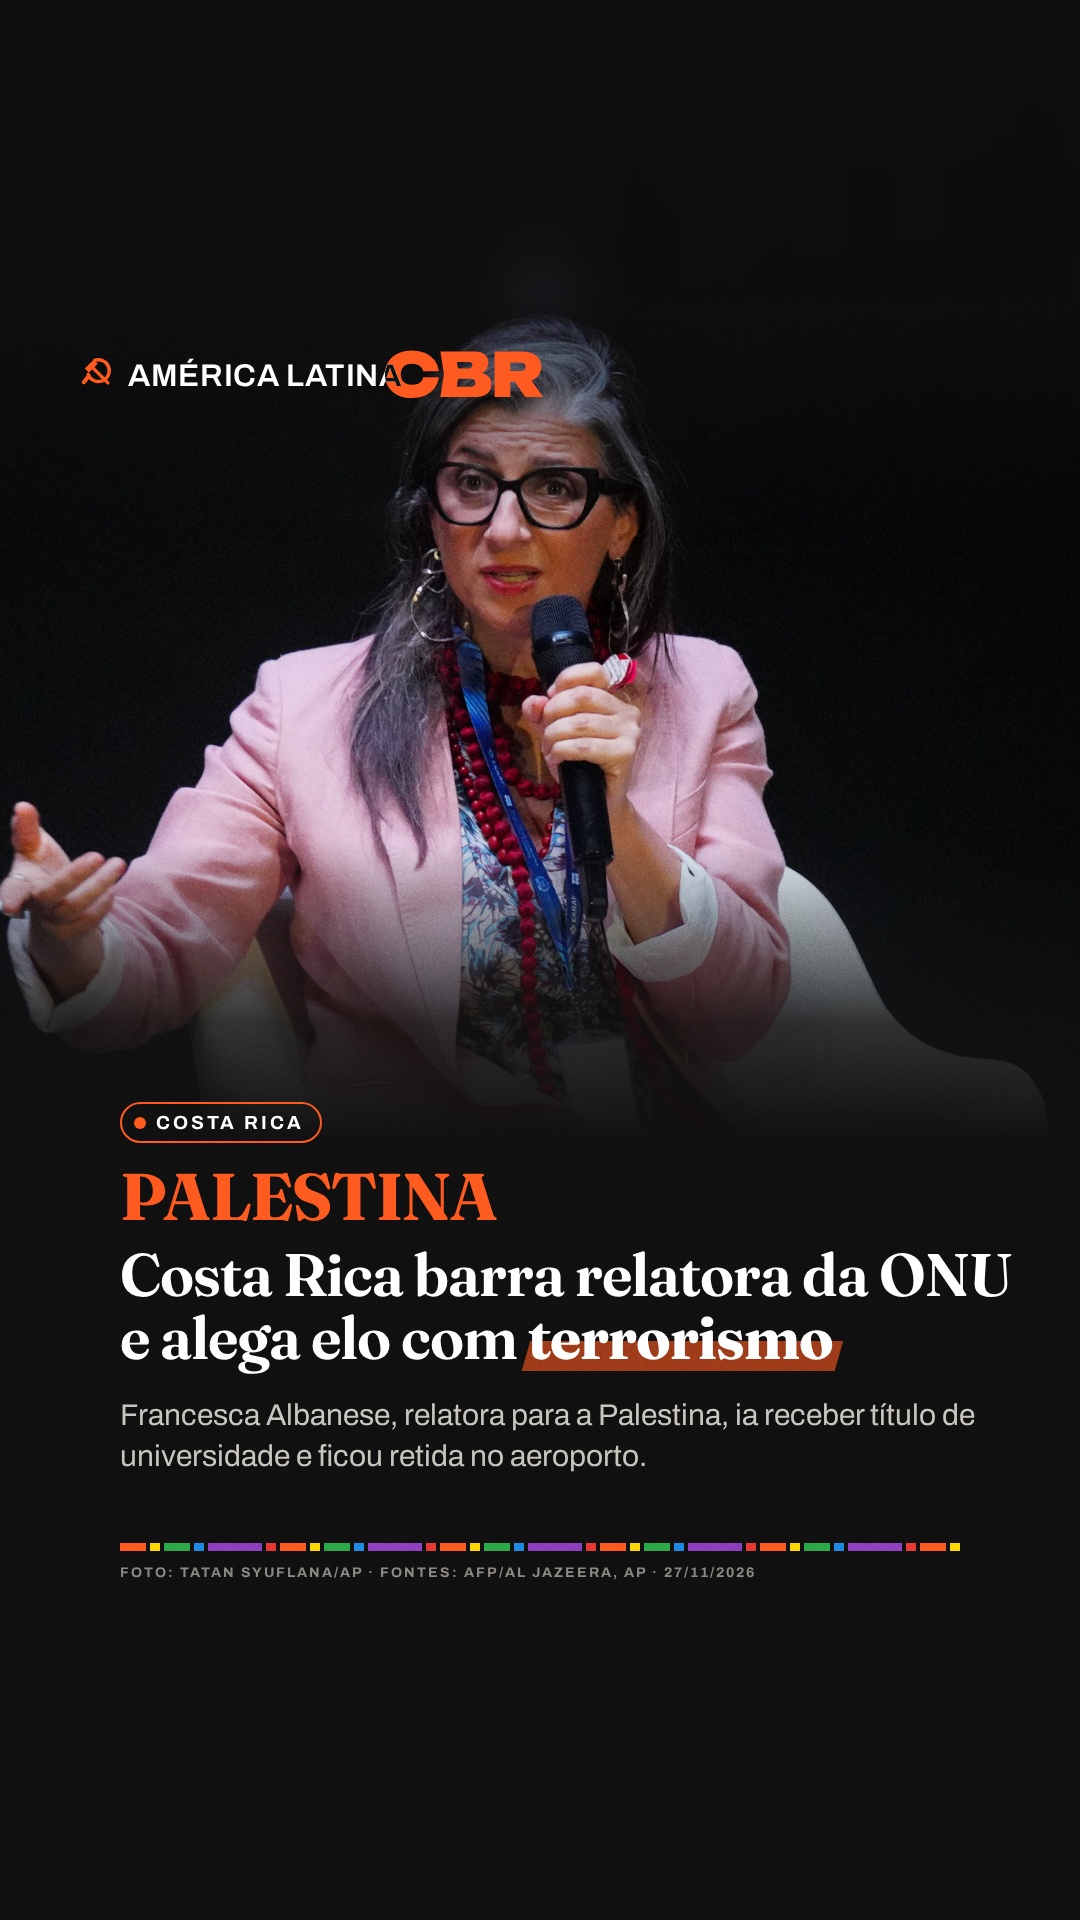 AMÉRICA LATINA
CBR
COSTA RICA
PALESTINA
Costa Rica barra relatora da ONU
e alega elo com terrorismo
Francesca Albanese, relatora para a Palestina, ia receber título de
universidade e ficou retida no aeroporto.
FOTO: TATAN SYUFLANA/AP · FONTES: AFP/AL JAZEERA, AP · 27/11/2026